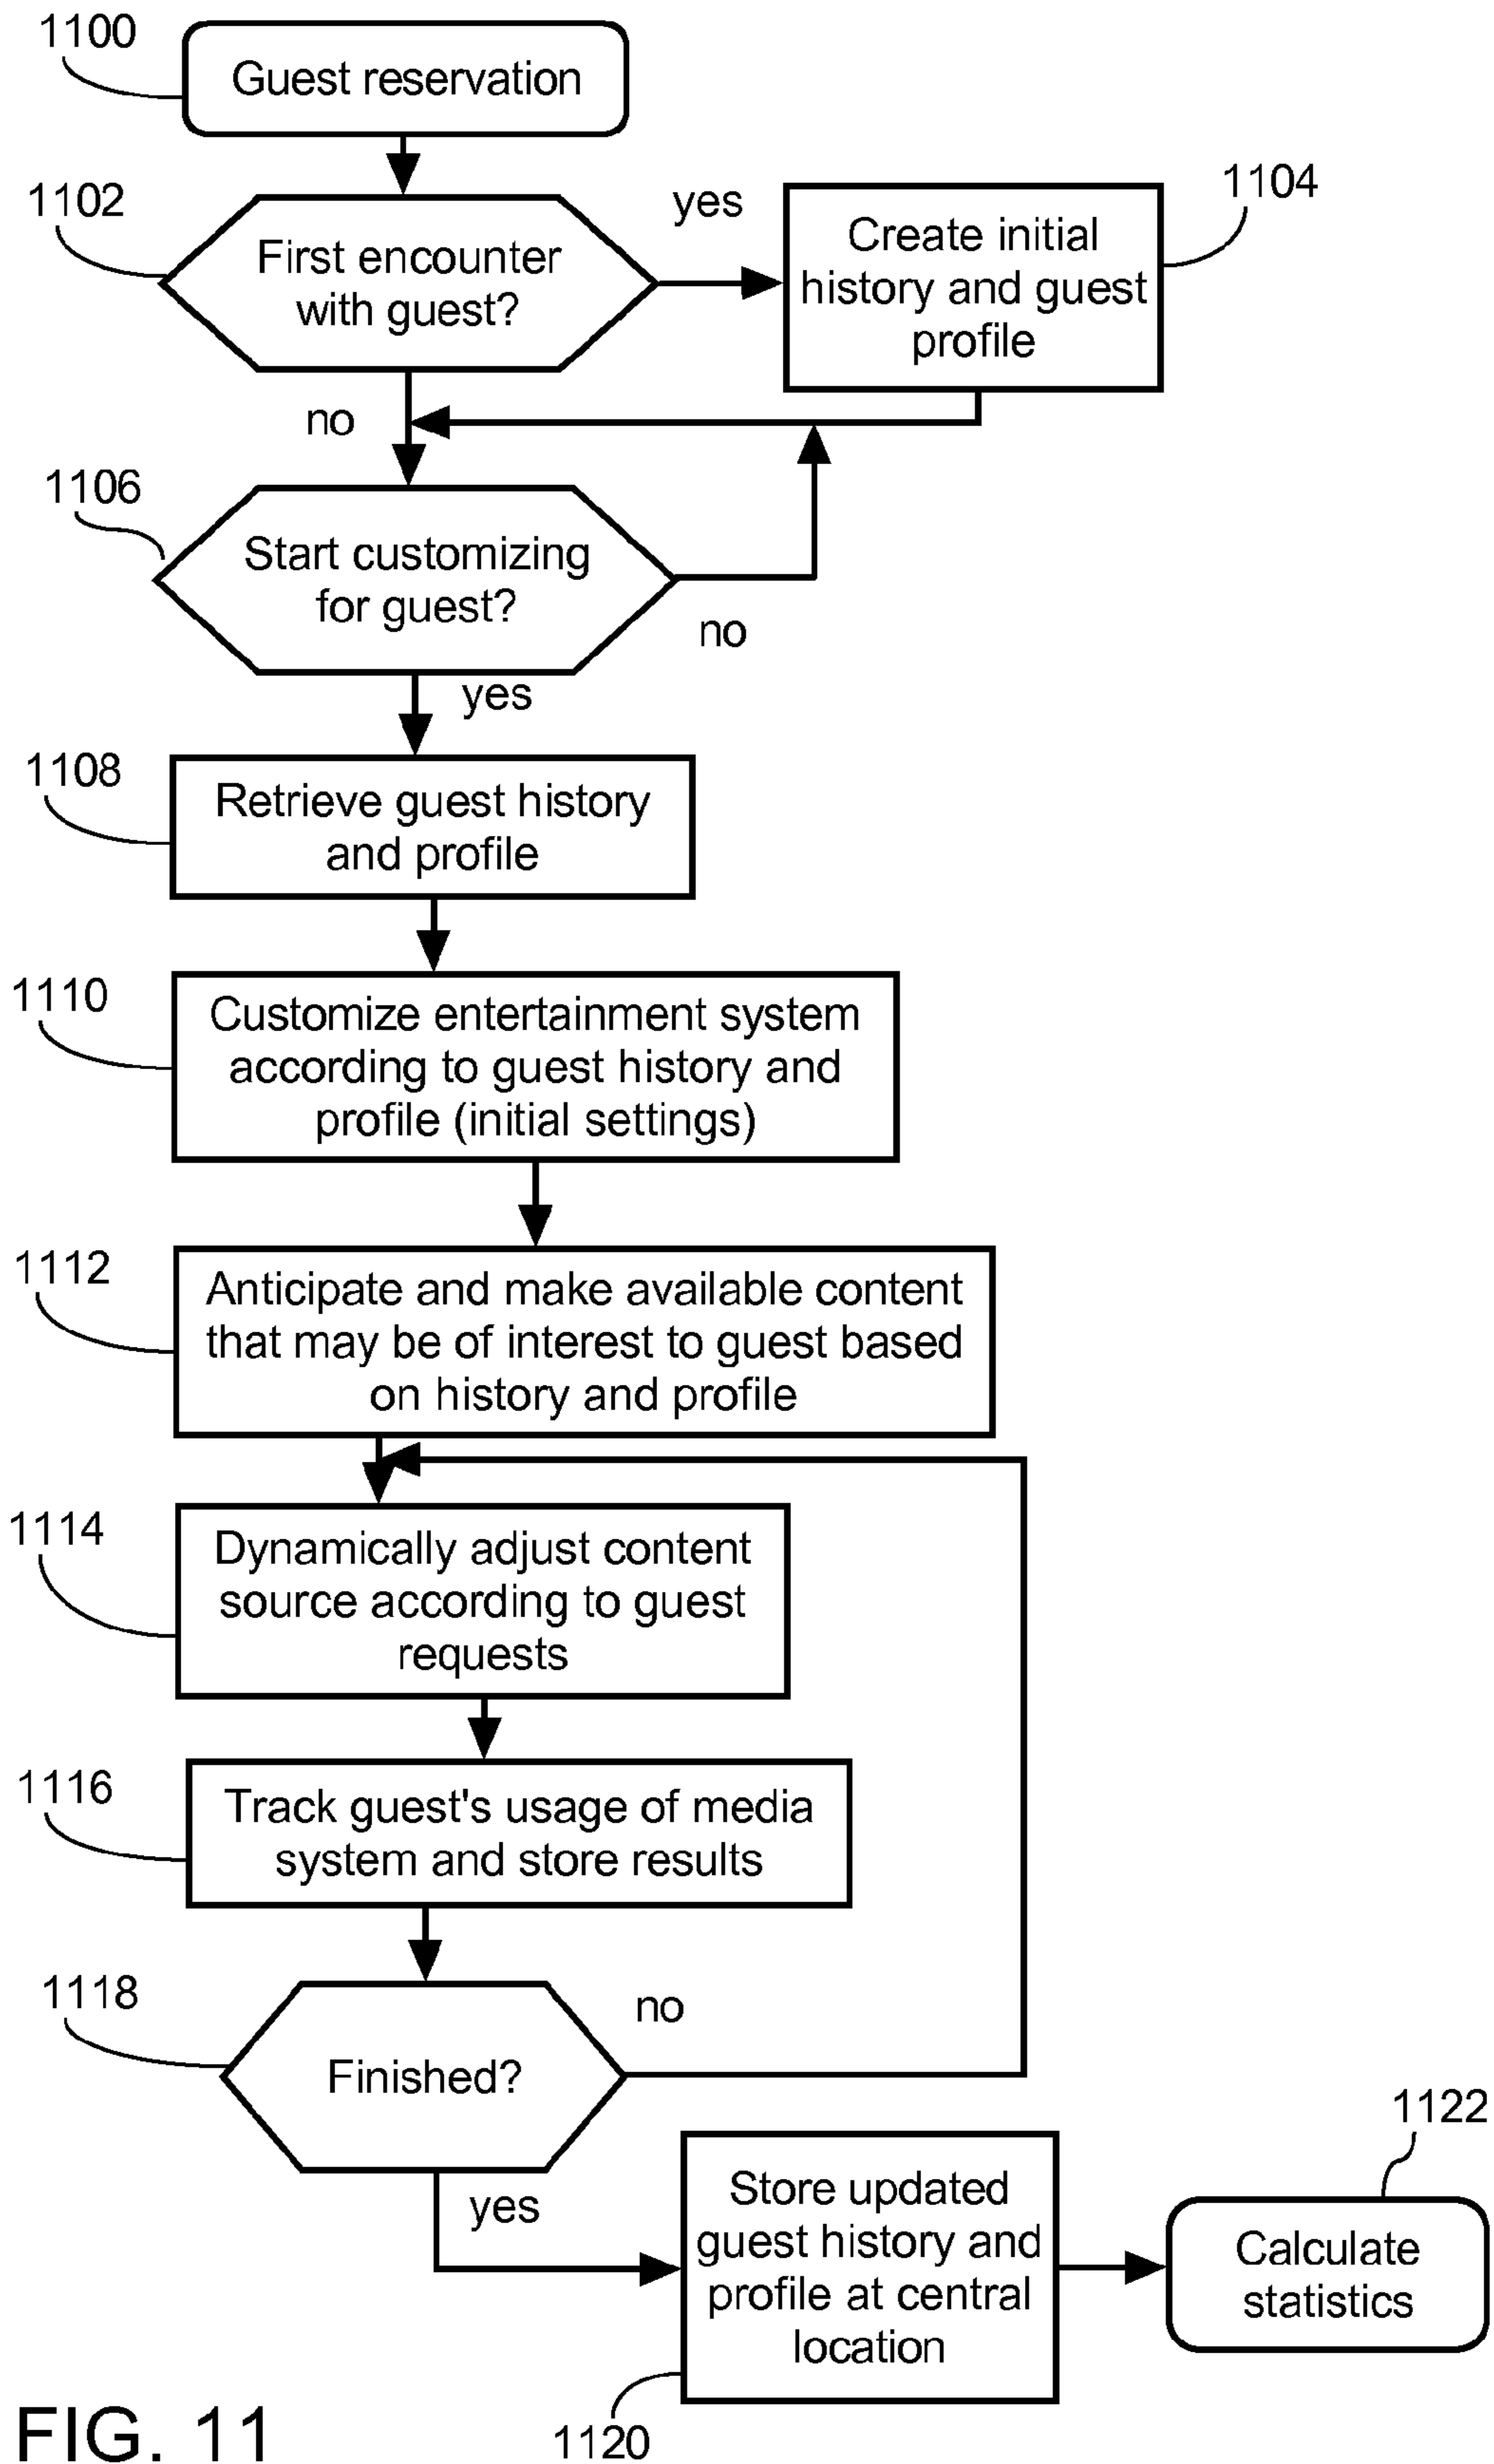 1100
Guest reservation
1102
First encounter
with guest?
yes
1104
Create initial
history and guest
profile
no
1106
Start customizing
for guest?
no
yes
1108
Retrieve guest history
and profile
1110
Customize entertainment system
according to guest history and
profile (initial settings)
1112
Anticipate and make available content
that may be of interest to guest based
on history and profile
1114
Dynamically adjust content
source according to guest
requests
1116
Track guest's usage of media
system and store results
1118
Finished?
no
yes
Store updated
guest history and
profile at central
location
1120
1122
Calculate
statistics
FIG. 11